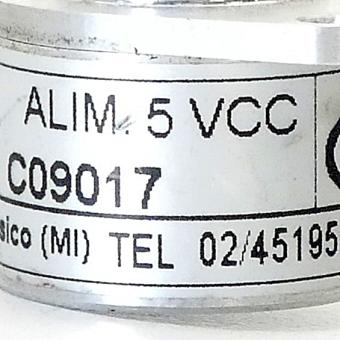 ALIM. 5 VCC
C09017
sico (MI) TEL 02/45195